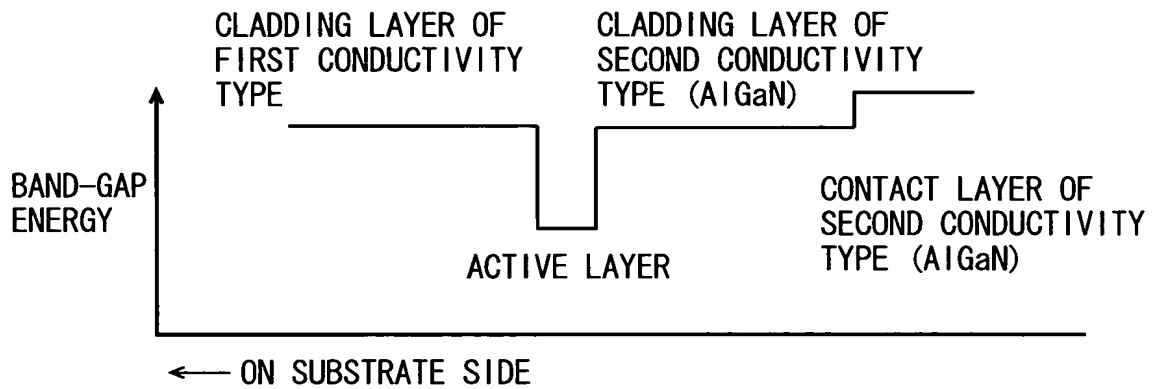 CLADDING LAYER OF
FIRST CONDUCTIVITY
TYPE
CLADDING LAYER OF
SECOND CONDUCTIVITY
TYPE (AlGaN)
BAND-GAP
ENERGY
CONTACT LAYER OF
SECOND CONDUCTIVITY
TYPE (AlGaN)
ACTIVE LAYER
ON SUBSTRATE SIDE